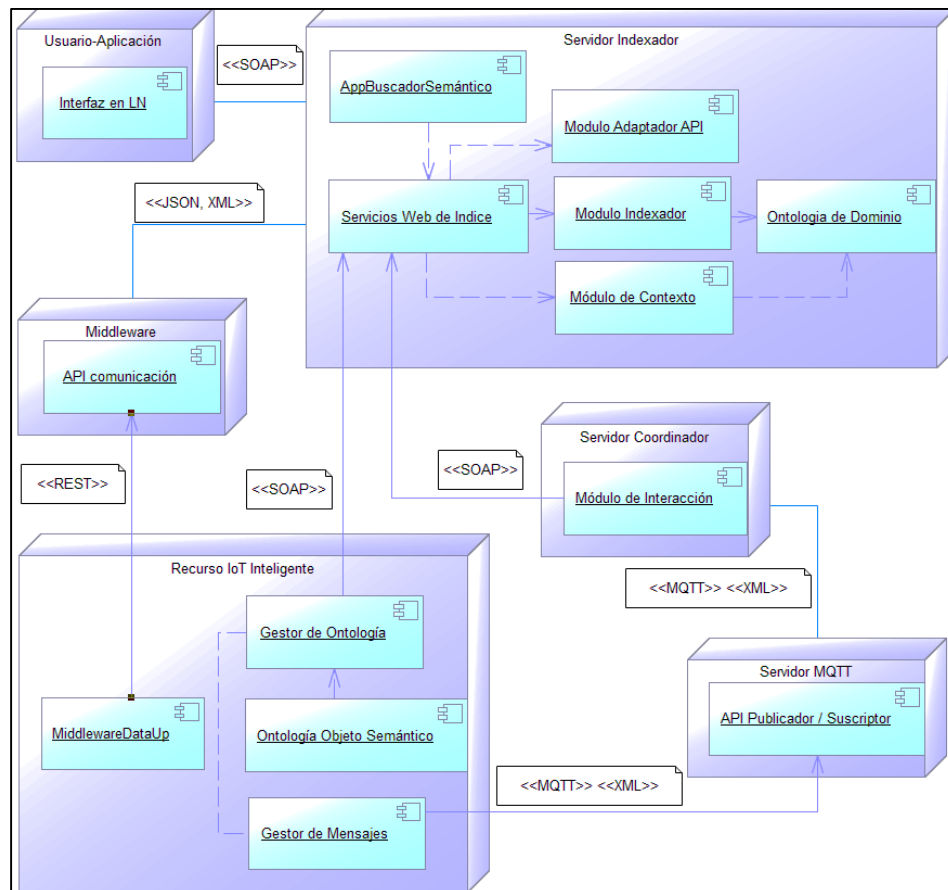 Usuario-Aplicación
Interfaz en LN
<<SOAP>>
Servidor Indexador
AppBuscadorSemántico
Modulo Adaptador API
Servicios Web de Indice
Modulo Indexador
Ontologia de Dominio
Módulo de Contexto
<<JSON, XML>>
Middleware
API comunicación
<<REST>>
<<SOAP>>
<<SOAP>>
Servidor Coordinador
Módulo de Interacción
<<MQTT>> <<XML>>
Recurso IoT Inteligente
Gestor de Ontología
MiddlewareDataUp
Ontología Objeto Semántico
Gestor de Mensajes
<<MQTT>> <<XML>>
Servidor MQTT
API Publicador / Suscriptor